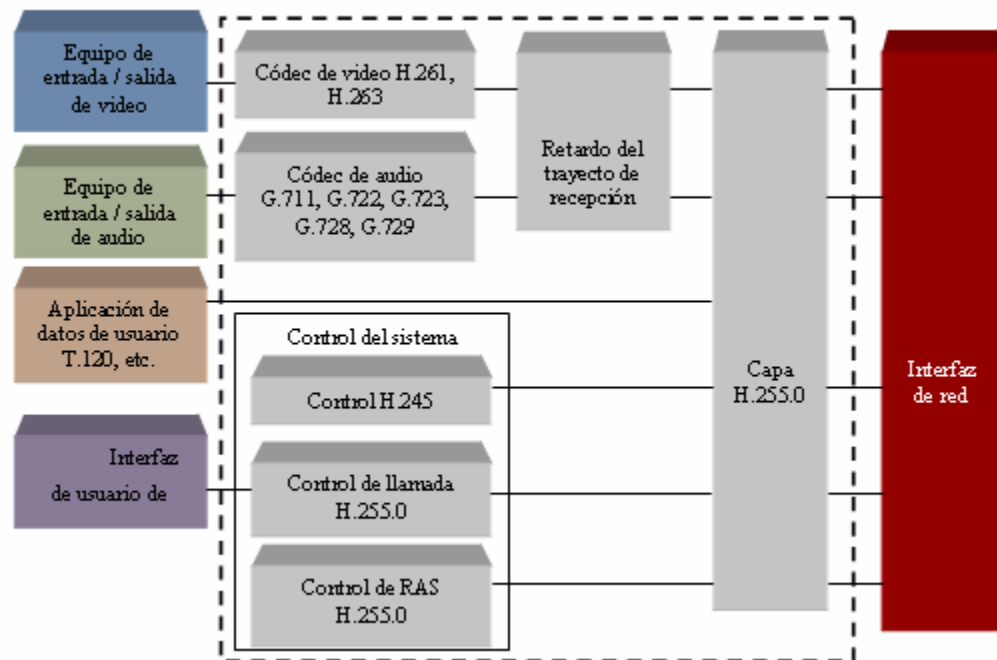 Equipo de
entrada / salida
de video
Códec de video H.261,
H.263
Equipo de
entrada / salida
de audio
Códec de audio
G.711, G.722, G.723,
G.728, G.729
Retardo del
trayecto de
recepción
Aplicación de
datos de usuario
T.120, etc.
Control del sistema
Control H.245
Interfaz
de usuario de
Control de llamada
H.255.0
Control de RAS
H.255.0
Capa
H.255.0
Interfaz
de red